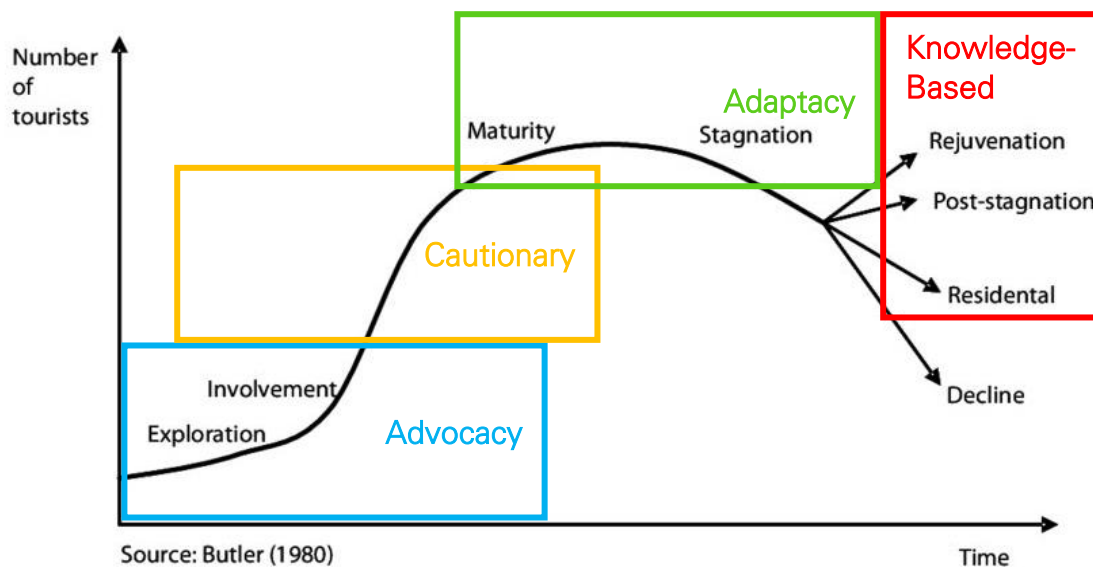 Number
of
tourists
Knowledge-
Based
Adaptacy
Maturity
Stagnation
Rejuvenation
Post-stagnation
Cautionary
Residental
Involvement
Decline
Exploration
Advocacy
Source: Butler (1980)
Time